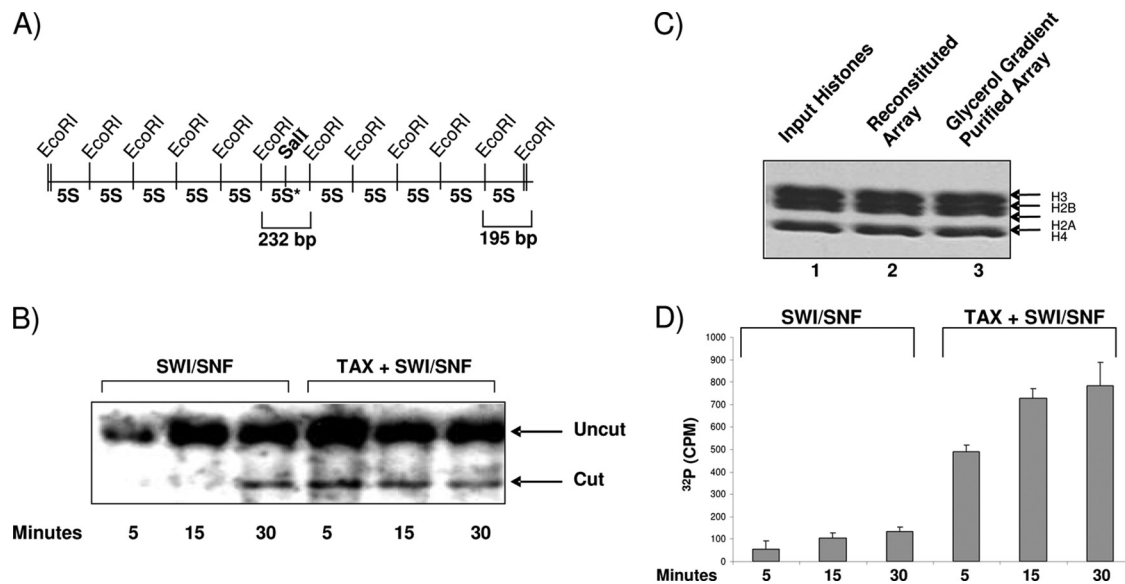 A)
EcoRI EcoRI EcoRI EcoRI EcoRI EcoRI SalI EcoRI EcoRI EcoRI EcoRI EcoRI EcoRI
5S 5S 5S 5S 5S 5S* 5S 5S 5S 5S 5S
232 bp 195 bp
B)
SWI/SNF TAX + SWI/SNF
Uncut
Cut
Minutes 5 15 30 5 15 30
C)
Input Histones
Reconstituted
Array
Glycerol Gradient
Purified Array
H3
H2B
H2A
H4
1 2 3
D)
SWI/SNF TAX + SWI/SNF
1000
900
800
700
600
500
400
300
200
100
0
32P (CPM)
Minutes 5 15 30 5 15 30